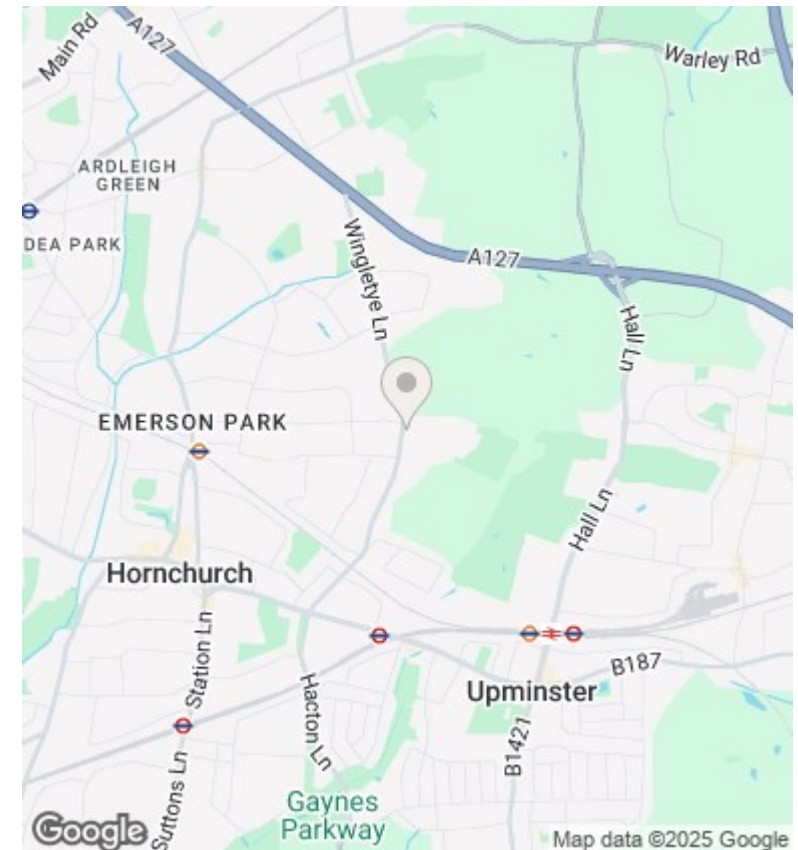 Main Rd
A127
Warley Rd
ARDLEIGH
GREEN
DEA PARK
Wingletye Ln
A127
Hall Ln
EMERSON PARK
Hall Ln
Hornchurch
Station Ln
Hacton Ln
Upminster
B187
B1421
Suttons Ln
Gaynes
Parkway
Google
Map data ©2025 Google